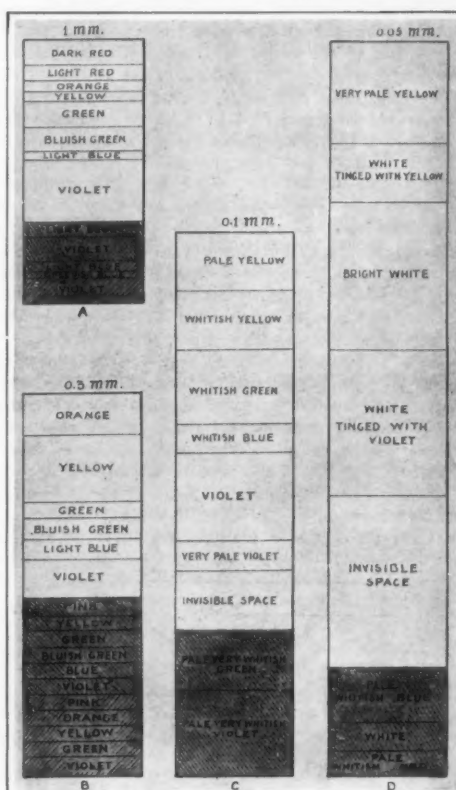 1 mm.
DARK RED
LIGHT RED
ORANGE
YELLOW
GREEN
BLUISH GREEN
LIGHT BLUE
VIOLET
VIOLET
VIOLET
A
0.3 mm.
ORANGE
YELLOW
GREEN
BLUISH GREEN
LIGHT BLUE
VIOLET
PINK
YELLOW
GREEN
BLUISH GREEN
BLUE
VIOLET
PINK
ORANGE
YELLOW
GREEN
VIOLET
B
0.1 mm.
PALE YELLOW
WHITISH YELLOW
WHITISH GREEN
WHITISH BLUE
VIOLET
VERY PALE VIOLET
INVISIBLE SPACE
PALE VERY WHITISH
GREEN
PALE VERY WHITISH
VIOLET
C
0.05 mm.
VERY PALE YELLOW
WHITE
TINGED WITH YELLOW
BRIGHT WHITE
WHITE
TINGED WITH
VIOLET
INVISIBLE
SPACE
WHITISH BLUE
WHITE
PALE
WHITISH RED
D